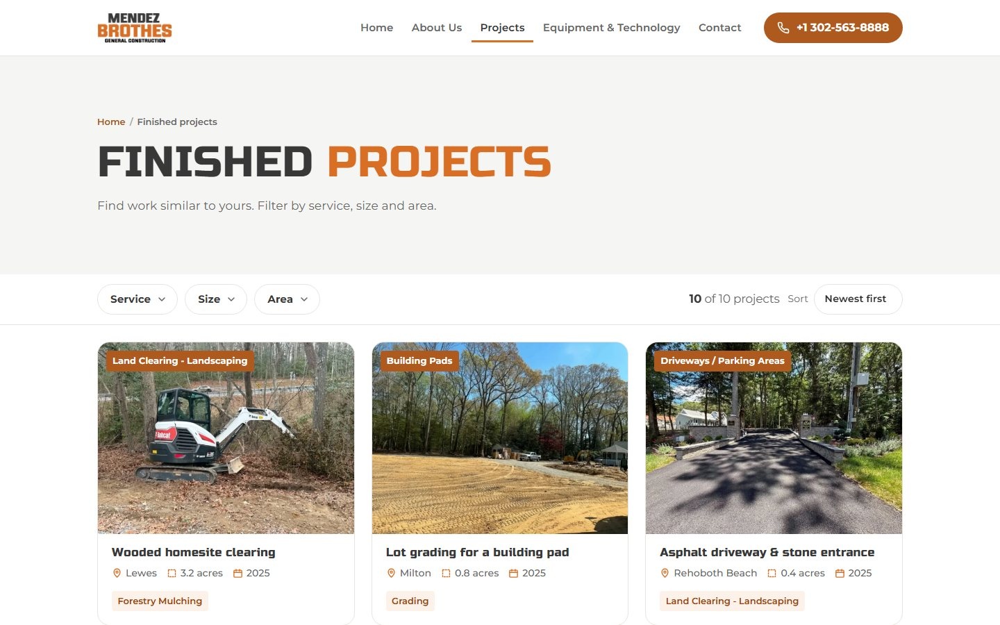 MENDEZ
BROTHES
GENERAL CONSTRUCTION
Home
About Us
Projects
Equipment & Technology
Contact
+1 302-563-8888
Home / Finished projects
FINISHED PROJECTS
Find work similar to yours. Filter by service, size and area.
Service
Size
Area
10 of 10 projects
Sort
Newest first
Land Clearing - Landscaping
Bobcat
Wooded homesite clearing
Lewes
3.2 acres
2025
Forestry Mulching
Building Pads
Lot grading for a building pad
Milton
0.8 acres
2025
Grading
Driveways / Parking Areas
Asphalt driveway & stone entrance
Rehoboth Beach
0.4 acres
2025
Land Clearing - Landscaping